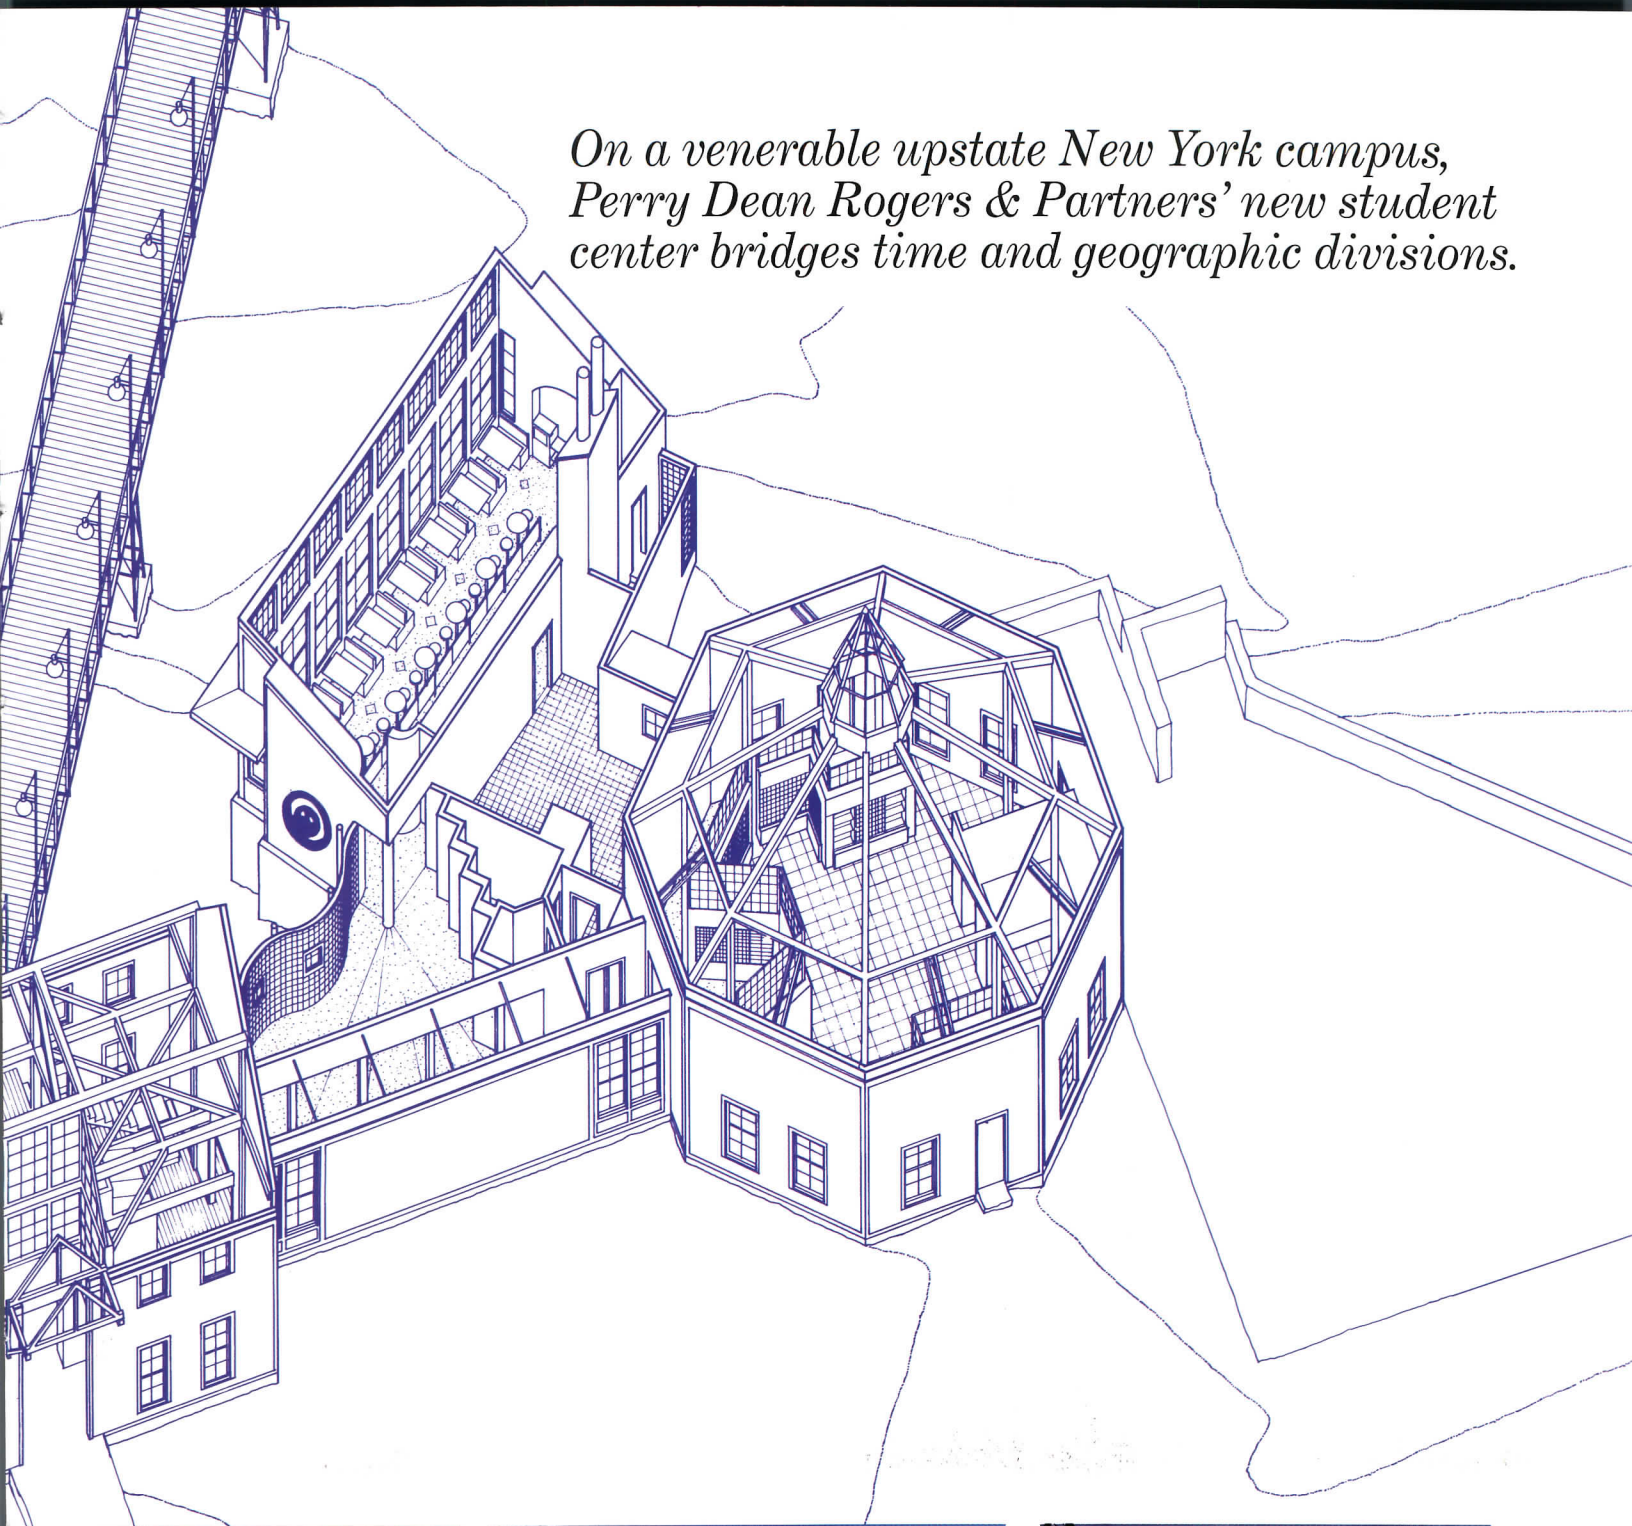 On a venerable upstate New York campus,
Perry Dean Rogers & Partners' new student
center bridges time and geographic divisions.